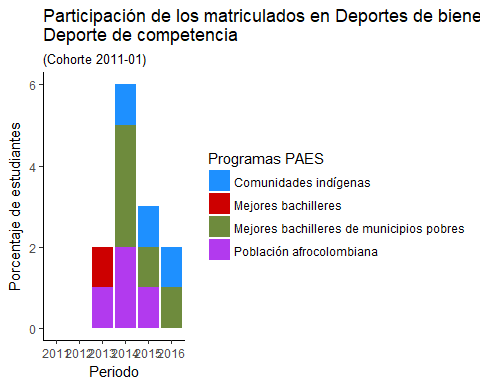 Participación de los matriculados en Deportes de biene
Deporte de competencia
(Cohorte 2011-01)
Porcentaje de estudiantes
6
4
2
0
2011 2012 2013 2014 2015 2016
Periodo
Programas PAES
Comunidades indígenas
Mejores bachilleres
Mejores bachilleres de municipios pobres
Población afrocolombiana